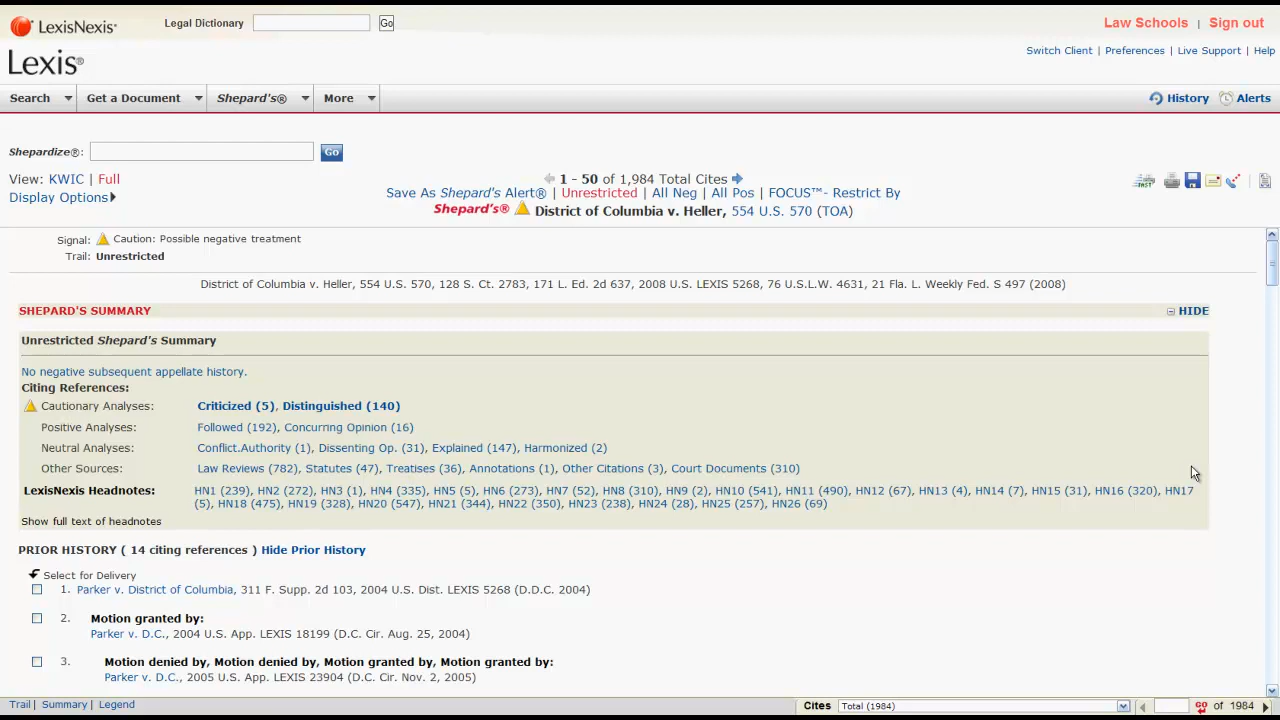 LexisNexis® Legal Dictionary Go Law Schools | Sign out
Lexis® Switch Client | Preferences | Live Support | Help
Search Get a Document Shepard's® More History Alerts
Shepardize®: Go
View: KWIC | Full 1 - 50 of 1,984 Total Cites
Display Options Save As Shepard's Alert® | Unrestricted | All Neg | All Pos | FOCUS™- Restrict By
Shepard's® District of Columbia v. Heller, 554 U.S. 570 (TOA)
Signal: Caution: Possible negative treatment
Trail: Unrestricted
District of Columbia v. Heller, 554 U.S. 570, 128 S. Ct. 2783, 171 L. Ed. 2d 637, 2008 U.S. LEXIS 5268, 76 U.S.L.W. 4631, 21 Fla. L. Weekly Fed. S 497 (2008)
SHEPARD'S SUMMARY HIDE
Unrestricted Shepard's Summary
No negative subsequent appellate history.
Citing References:
Cautionary Analyses: Criticized (5), Distinguished (140)
Positive Analyses: Followed (192), Concurring Opinion (16)
Neutral Analyses: Conflict.Authority (1), Dissenting Op. (31), Explained (147), Harmonized (2)
Other Sources: Law Reviews (782), Statutes (47), Treatises (36), Annotations (1), Other Citations (3), Court Documents (310)
LexisNexis Headnotes: HN1 (239), HN2 (272), HN3 (1), HN4 (335), HN5 (5), HN6 (273), HN7 (52), HN8 (310), HN9 (2), HN10 (541), HN11 (490), HN12 (67), HN13 (4), HN14 (7), HN15 (31), HN16 (320), HN17
(5), HN18 (475), HN19 (328), HN20 (547), HN21 (344), HN22 (350), HN23 (238), HN24 (28), HN25 (257), HN26 (69)
Show full text of headnotes
PRIOR HISTORY ( 14 citing references ) Hide Prior History
Select for Delivery
1. Parker v. District of Columbia, 311 F. Supp. 2d 103, 2004 U.S. Dist. LEXIS 5268 (D.D.C. 2004)
2. Motion granted by:
Parker v. D.C., 2004 U.S. App. LEXIS 18199 (D.C. Cir. Aug. 25, 2004)
3. Motion denied by, Motion denied by, Motion granted by, Motion granted by:
Parker v. D.C., 2005 U.S. App. LEXIS 23904 (D.C. Cir. Nov. 2, 2005)
Trail | Summary | Legend Cites Total (1984) GO of 1984